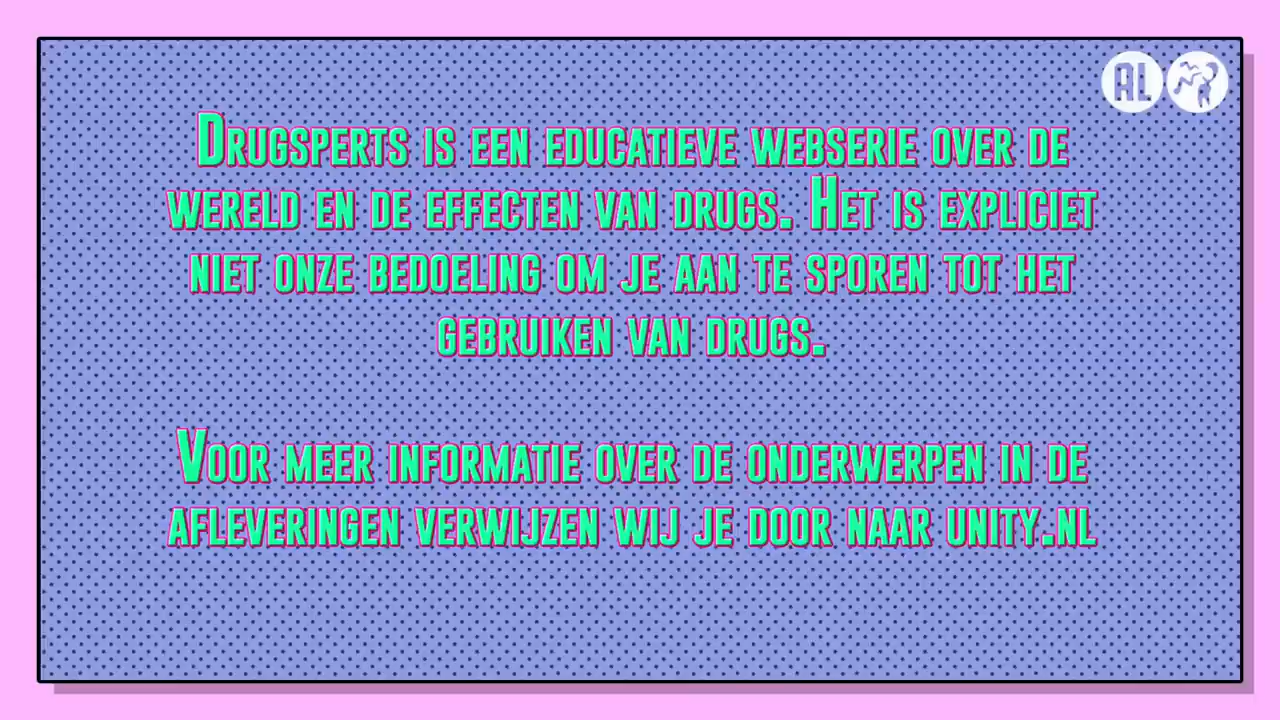 AL
Drugsperts is een educatieve webserie over de
wereld en de effecten van drugs. Het is expliciet
niet onze bedoeling om je aan te sporen tot het
gebruiken van drugs.
Voor meer informatie over de onderwerpen in de
afleveringen verwijzen wij je door naar unity.nl